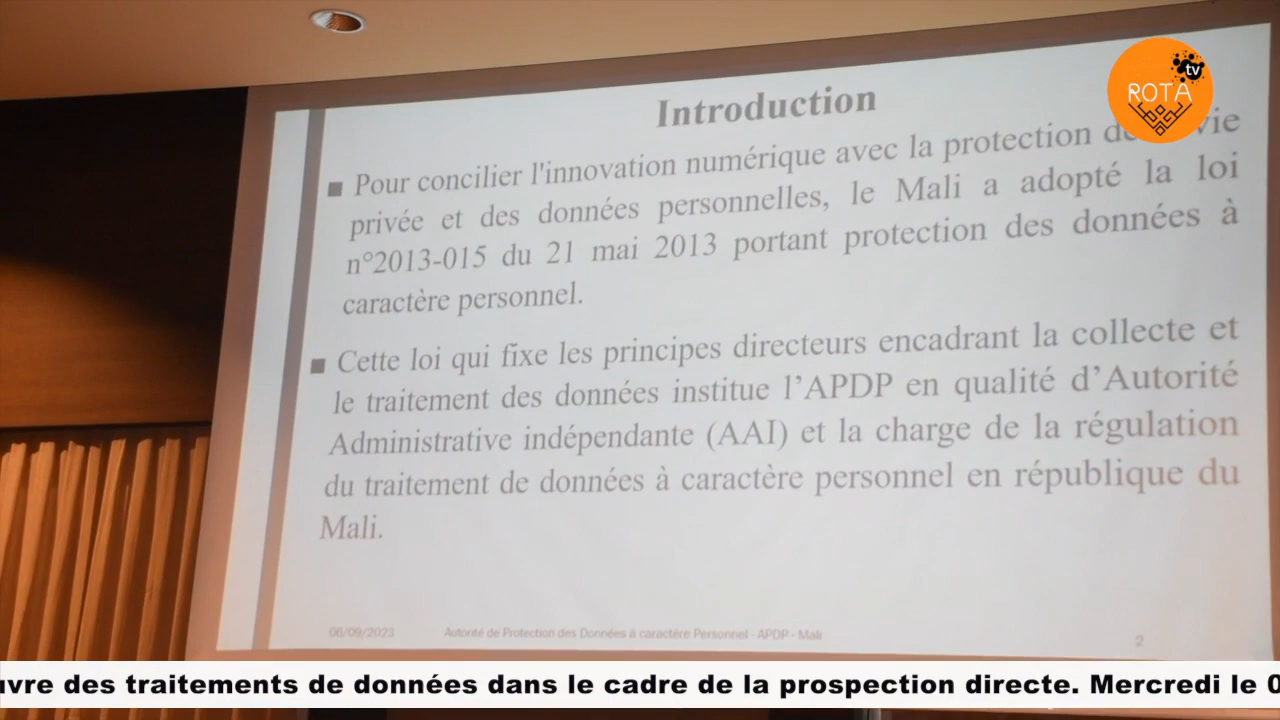 tv
ROTA
Introduction
■ Pour concilier l'innovation numérique avec la protection de vie
privée et des données personnelles, le Mali a adopté la loi
n°2013-015 du 21 mai 2013 portant protection des données à
caractère personnel.
■ Cette loi qui fixe les principes directeurs encadrant la collecte et
le traitement des données institue l’APDP en qualité d’Autorité
Administrative indépendante (AAI) et la charge de la régulation
du traitement de données à caractère personnel en république du
Mali.
06/09/2023 Autorité de Protection des Données à caractère Personnel - APDP - Mali 2
uvre des traitements de données dans le cadre de la prospection directe. Mercredi le 0